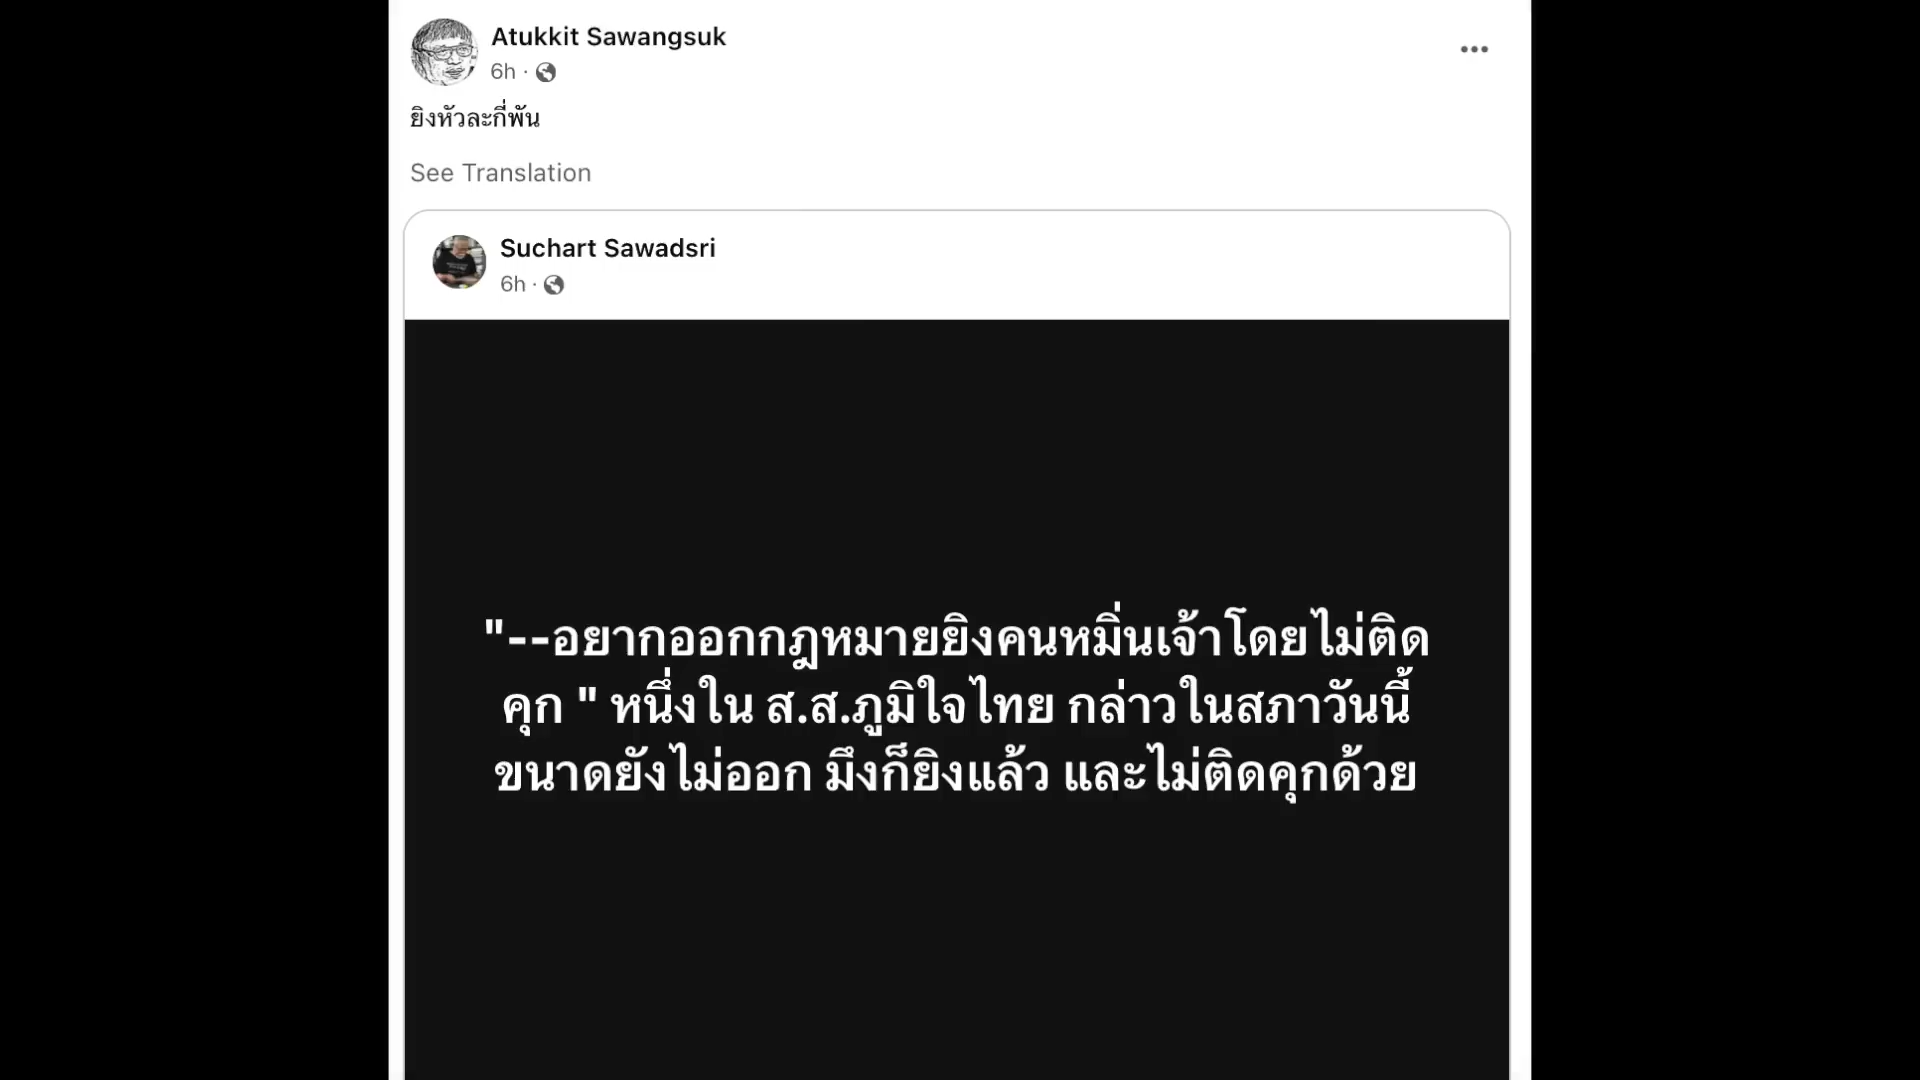 Atukkit Sawangsuk
6h ·
ยิงหัวละกี่พัน
See Translation
Suchart Sawadsri
6h ·
"--อยากออกกฎหมายยิงคนหมิ่นเจ้าโดยไม่ติด
คุก " หนึ่งใน ส.ส.ภูมิใจไทย กล่าวในสภาวันนี้
ขนาดยังไม่ออก มึงก็ยิงแล้ว และไม่ติดคุกด้วย